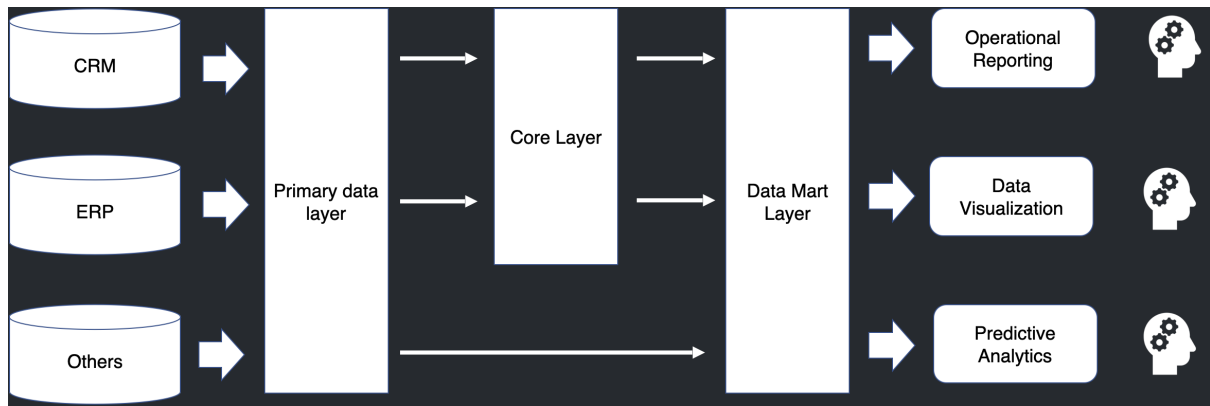 CRM
ERP
Others
Primary data
layer
Core Layer
Data Mart
Layer
Operational
Reporting
Data
Visualization
Predictive
Analytics